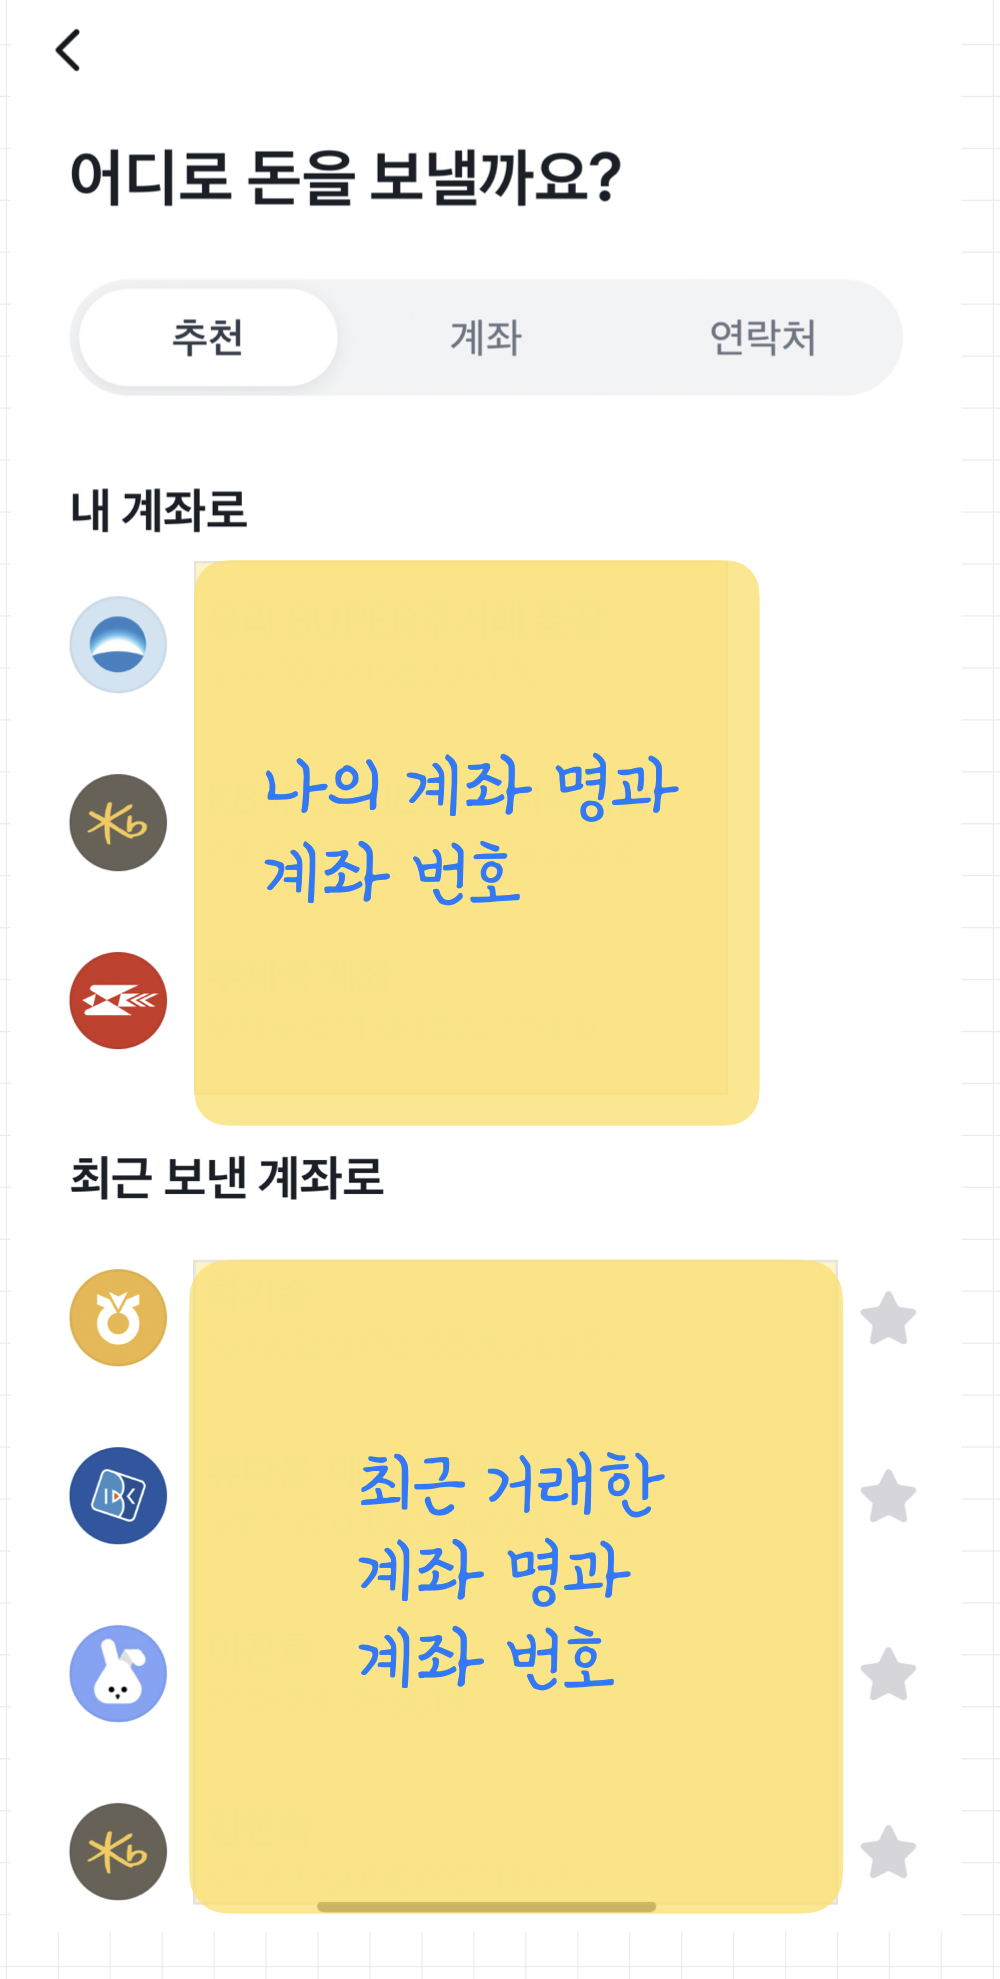 어디로 돈을 보낼까요?
추천 계좌 연락처
내 계좌로
나의 계좌 명과
계좌 번호
최근 보낸 계좌로
최근 거래한
계좌 명과
계좌 번호